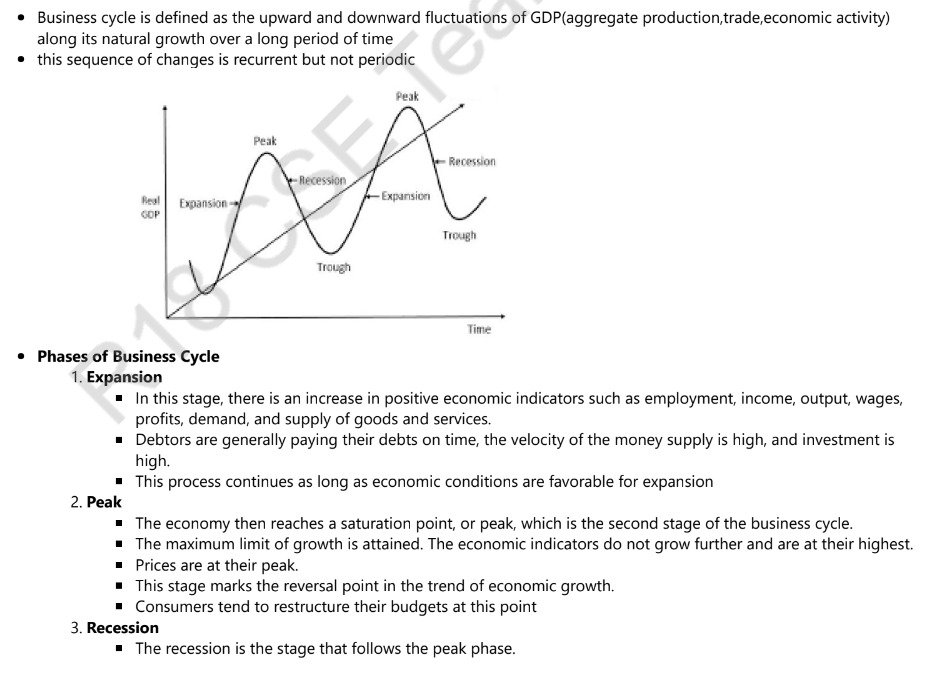 • Business cycle is defined as the upward and downward fluctuations of GDP(aggregate production,trade,economic activity)
along its natural growth over a long period of time
• this sequence of changes is recurrent but not periodic
Peak
Peak
Recession
Recession
Real
GDP
Expansion
Expansion
Trough
Trough
Time
• Phases of Business Cycle
1. Expansion
▪ In this stage, there is an increase in positive economic indicators such as employment, income, output, wages,
profits, demand, and supply of goods and services.
▪ Debtors are generally paying their debts on time, the velocity of the money supply is high, and investment is
high.
▪ This process continues as long as economic conditions are favorable for expansion
2. Peak
▪ The economy then reaches a saturation point, or peak, which is the second stage of the business cycle.
▪ The maximum limit of growth is attained. The economic indicators do not grow further and are at their highest.
▪ Prices are at their peak.
▪ This stage marks the reversal point in the trend of economic growth.
▪ Consumers tend to restructure their budgets at this point
3. Recession
▪ The recession is the stage that follows the peak phase.
R18 CSE Tea